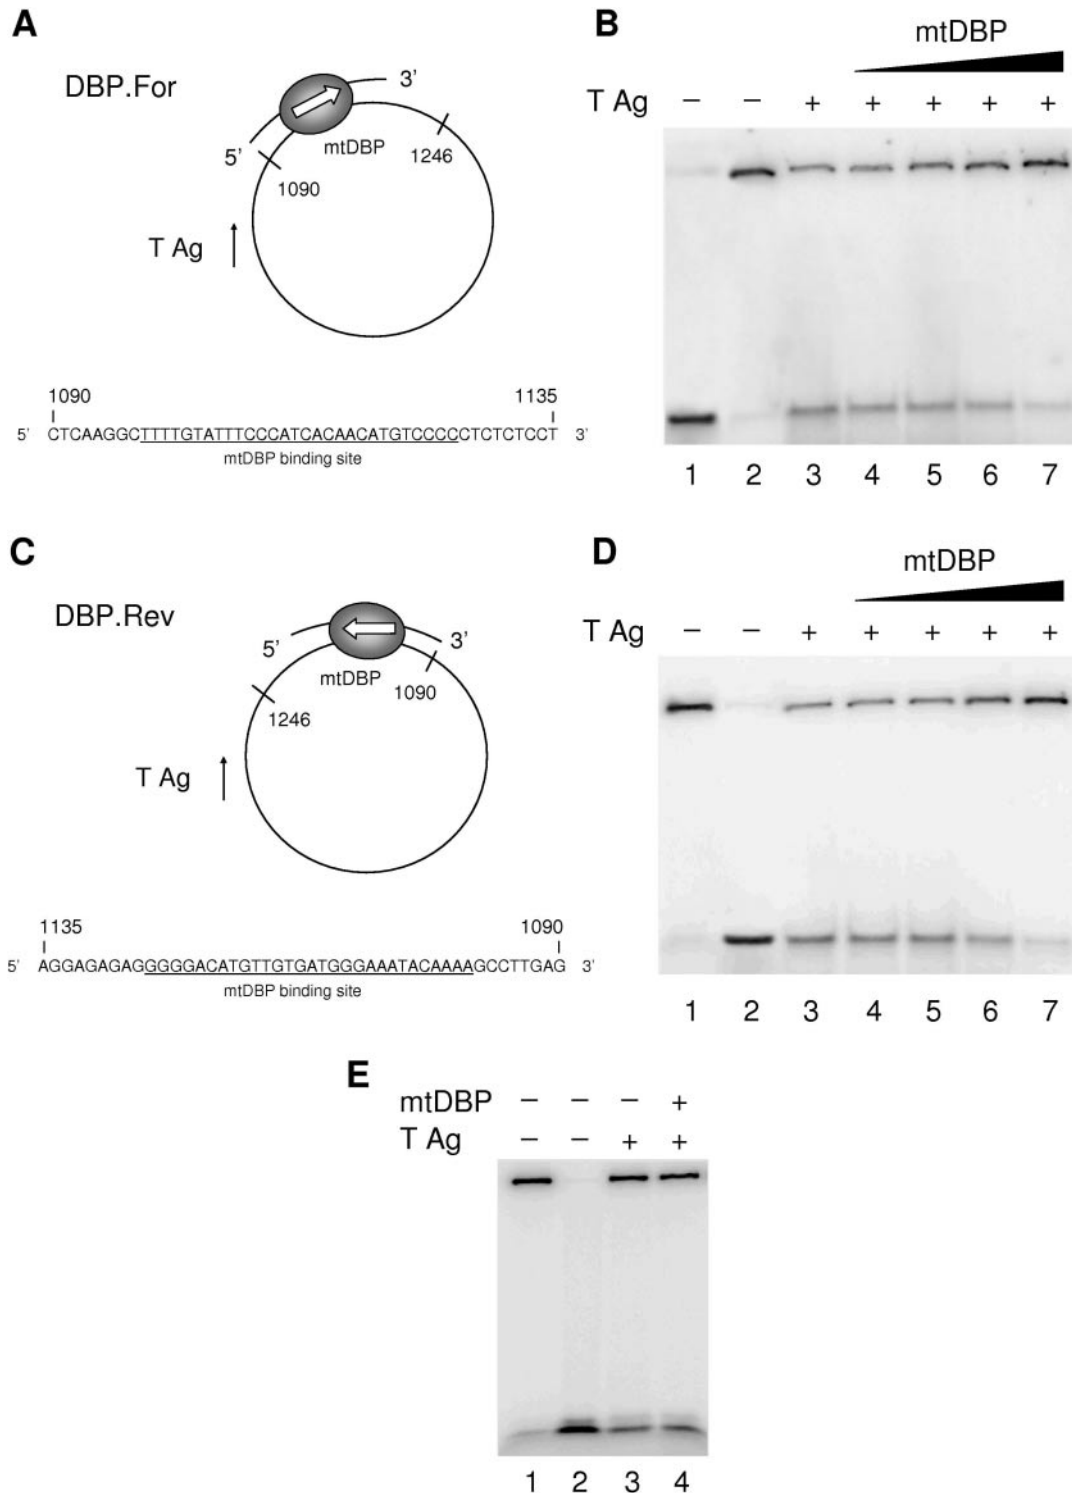 A
DBP.For
3'
mtDBP
5'
1246
1090
T Ag
1090 1135
5' CTCAAGGCTTTTGTATTTCCCATCACAACATGTCCCCCTCTCTCCT 3'
mtDBP binding site
B
mtDBP
T Ag − − + + + + +
1 2 3 4 5 6 7
C
DBP.Rev
5' 3'
mtDBP
1090
1246
T Ag
1135 1090
5' AGGAGAGAGGGGGACATGTTGTGATGGGAAATACAAAAGCCTTGAG 3'
mtDBP binding site
D
mtDBP
T Ag − − + + + + +
1 2 3 4 5 6 7
E
mtDBP − − − +
T Ag − − + +
1 2 3 4